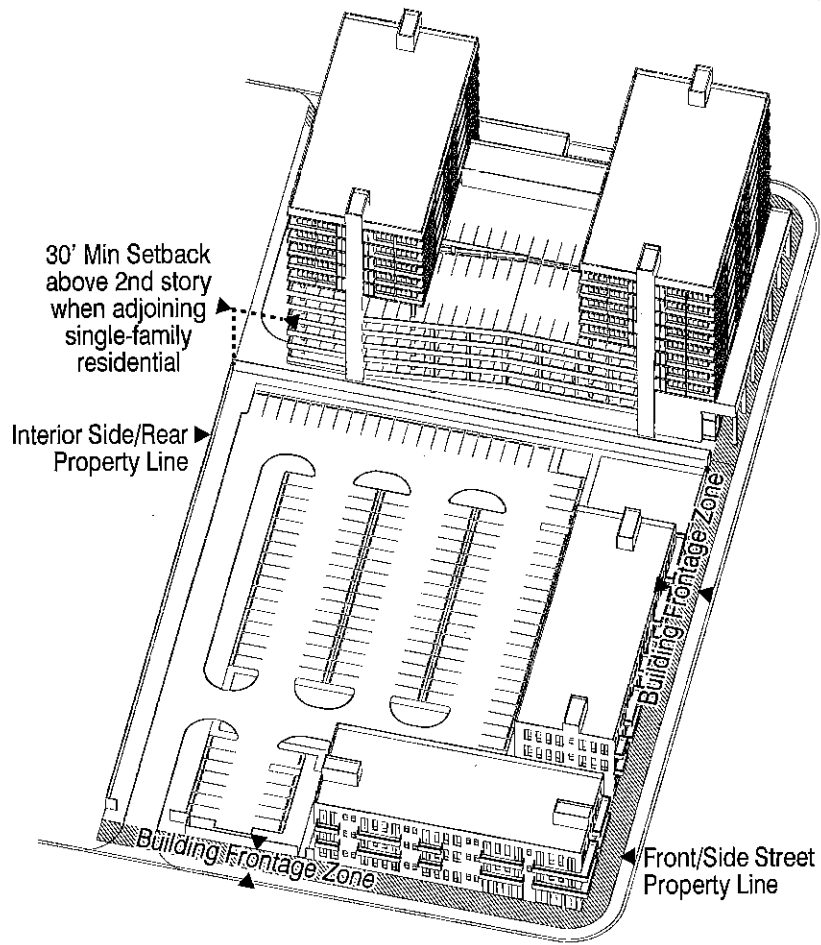 30' Min Setback
above 2nd story
when adjoining
single-family
residential
Interior Side/Rear
Property Line
Building Frontage Zone
Building Frontage Zone
Front/Side Street
Property Line